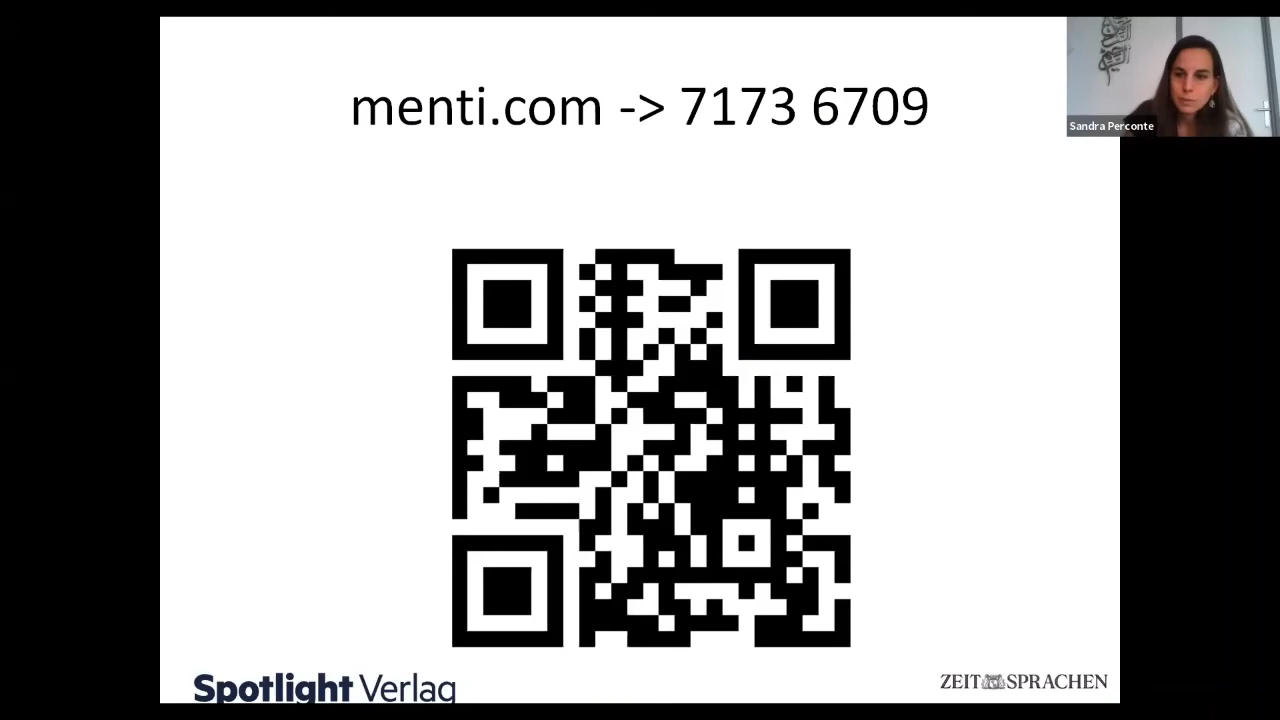 menti.com -> 7173 6709
Sandra Perconte
Spotlight Verlag
ZEIT SPRACHEN